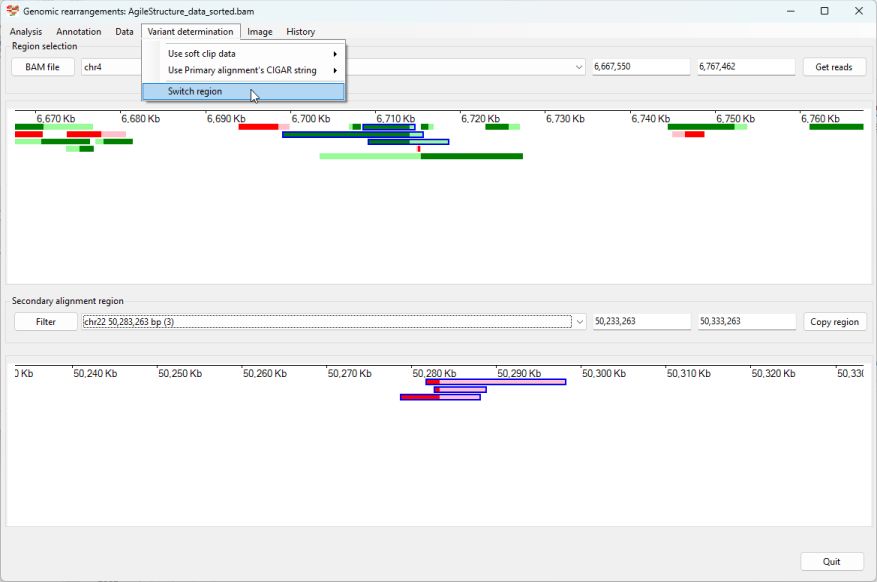 Genomic rearrangements: AgileStructure_data_sorted.bam
Analysis Annotation Data Variant determination Image History
Region selection
Use soft clip data
Use Primary alignment's CIGAR string
Switch region
BAM file chr4 6,667,550 6,767,462 Get reads
6,670 Kb 6,680 Kb 6,690 Kb 6,700 Kb 6,710 Kb 6,720 Kb 6,730 Kb 6,740 Kb 6,750 Kb 6,760 Kb
Secondary alignment region
Filter chr22 50,283,263 bp (3) 50,233,263 50,333,263 Copy region
0 Kb 50,240 Kb 50,250 Kb 50,260 Kb 50,270 Kb 50,280 Kb 50,290 Kb 50,300 Kb 50,310 Kb 50,320 Kb 50,330
Quit